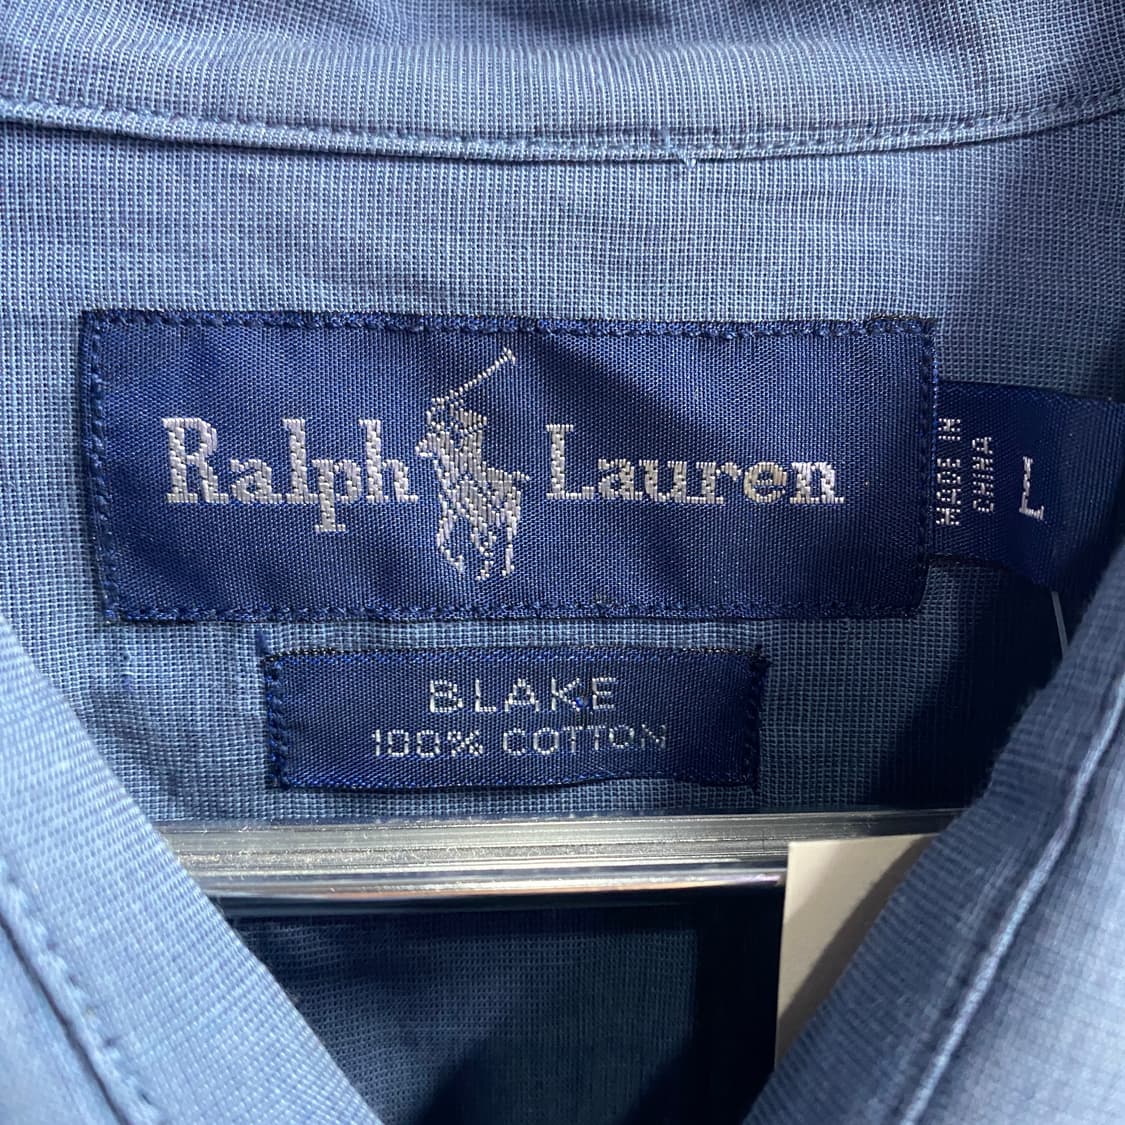 Ralph Lauren
MADE IN
CHINA
L
BLAKE
100% COTTON